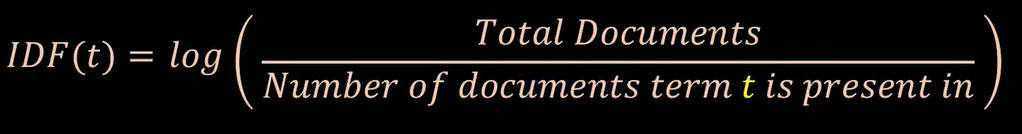 IDF(t) = log ( Total Documents / Number of documents term t is present in )